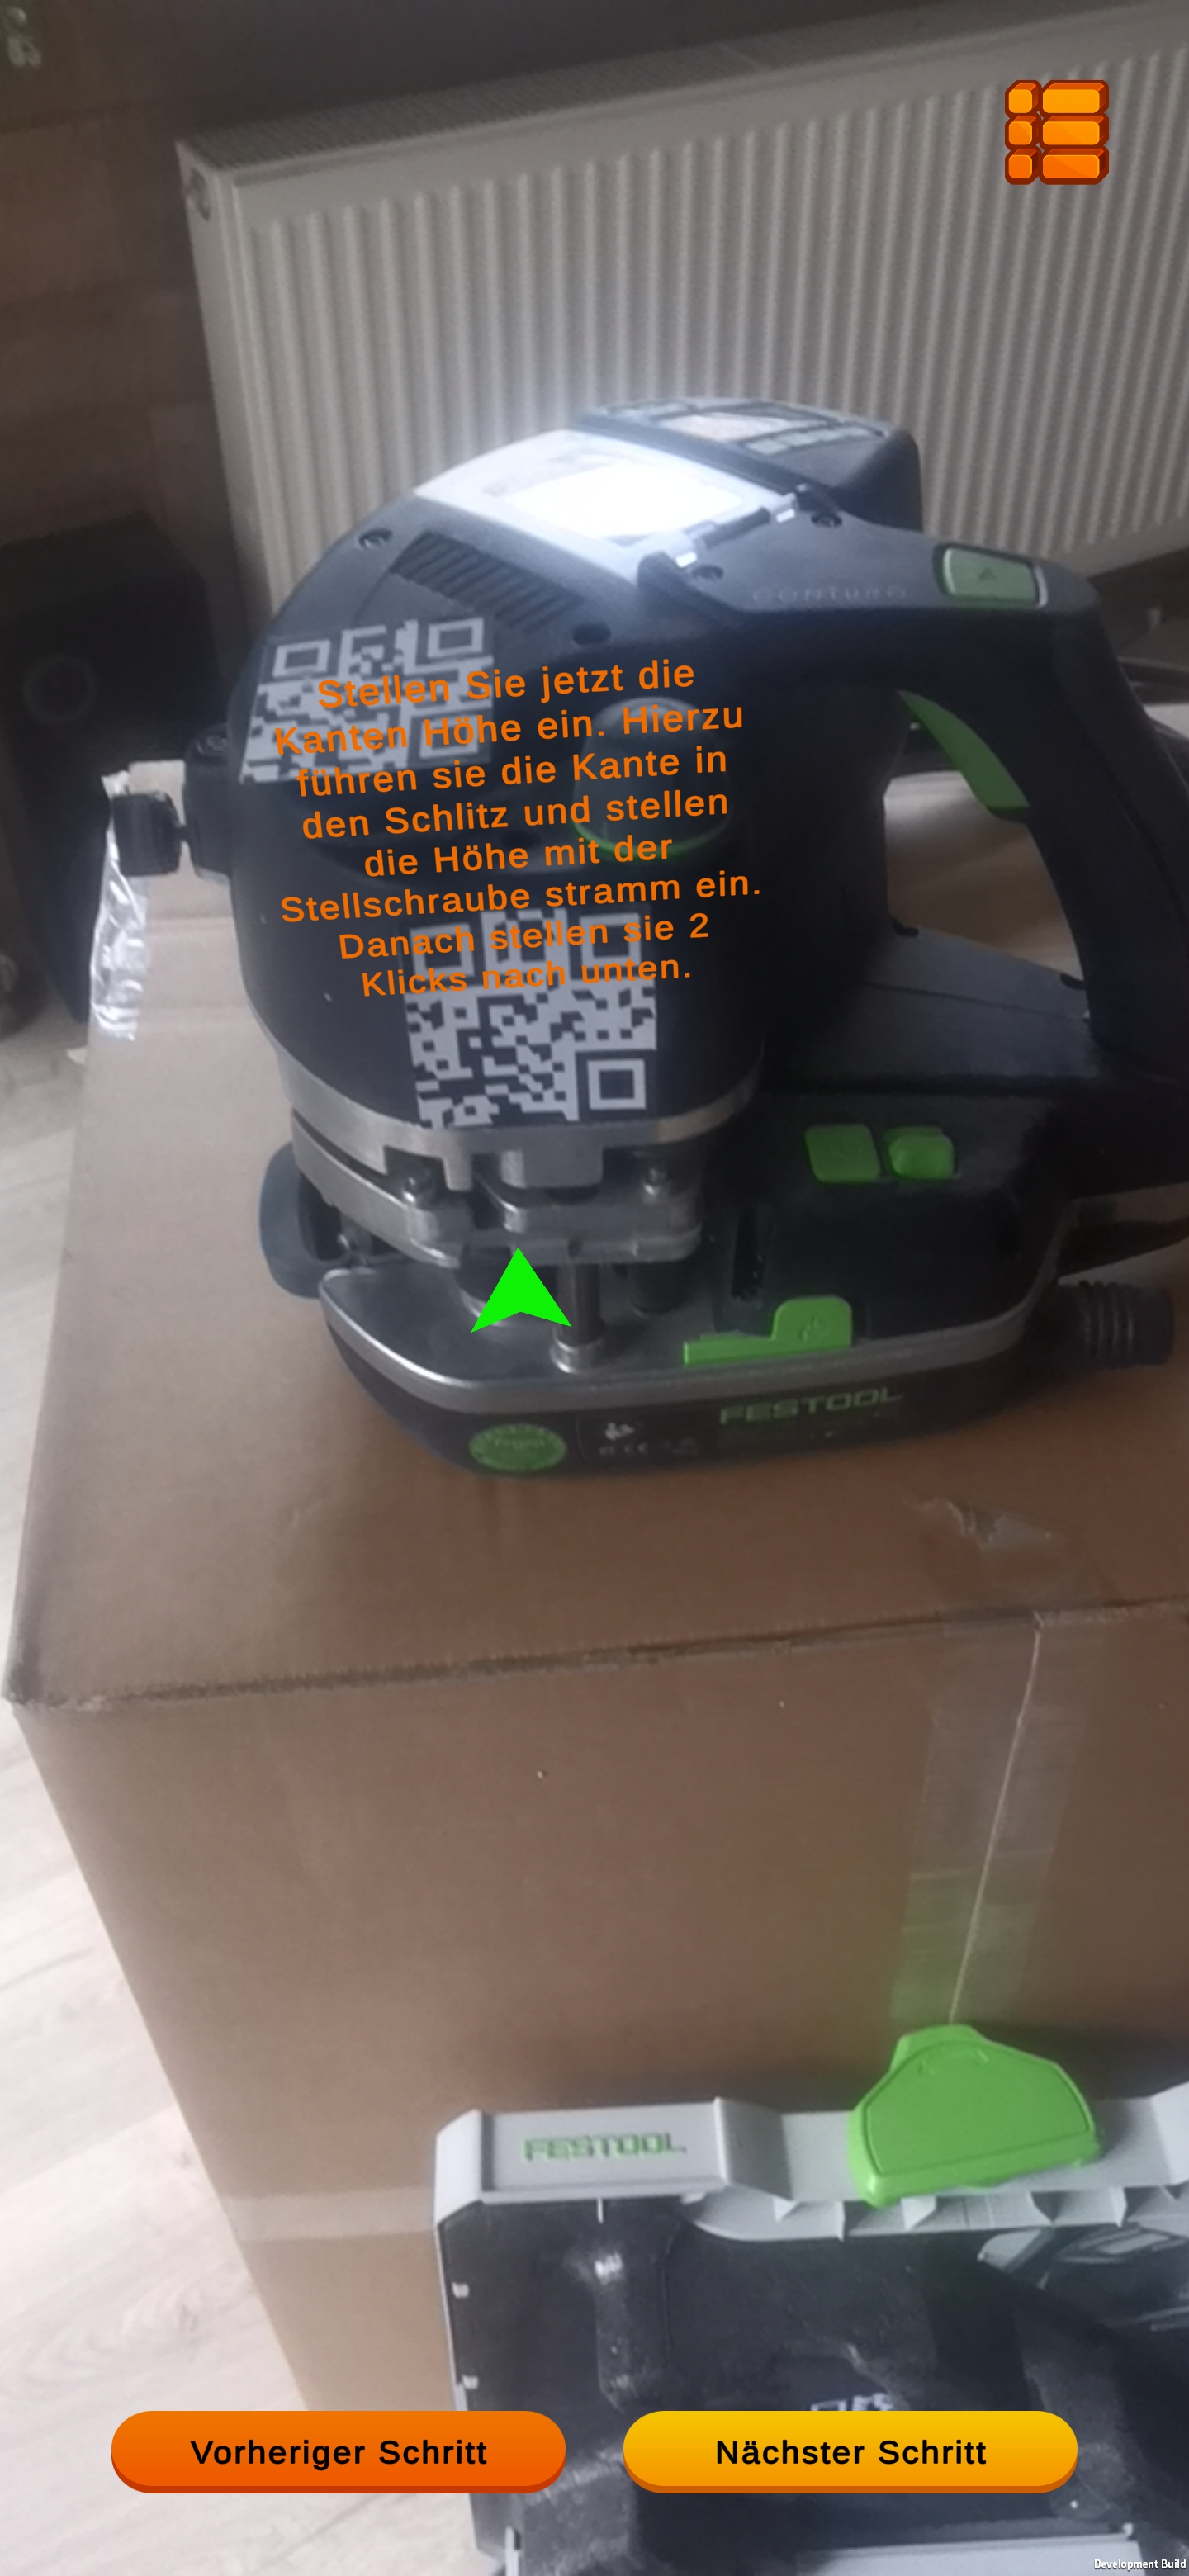 CONTURO
Stellen Sie jetzt die
Kanten Höhe ein. Hierzu
führen sie die Kante in
den Schlitz und stellen
die Höhe mit der
Stellschraube stramm ein.
Danach stellen sie 2
Klicks nach unten.
FESTOOL
CE
FESTOOL
Vorheriger Schritt
Nächster Schritt
Development Build